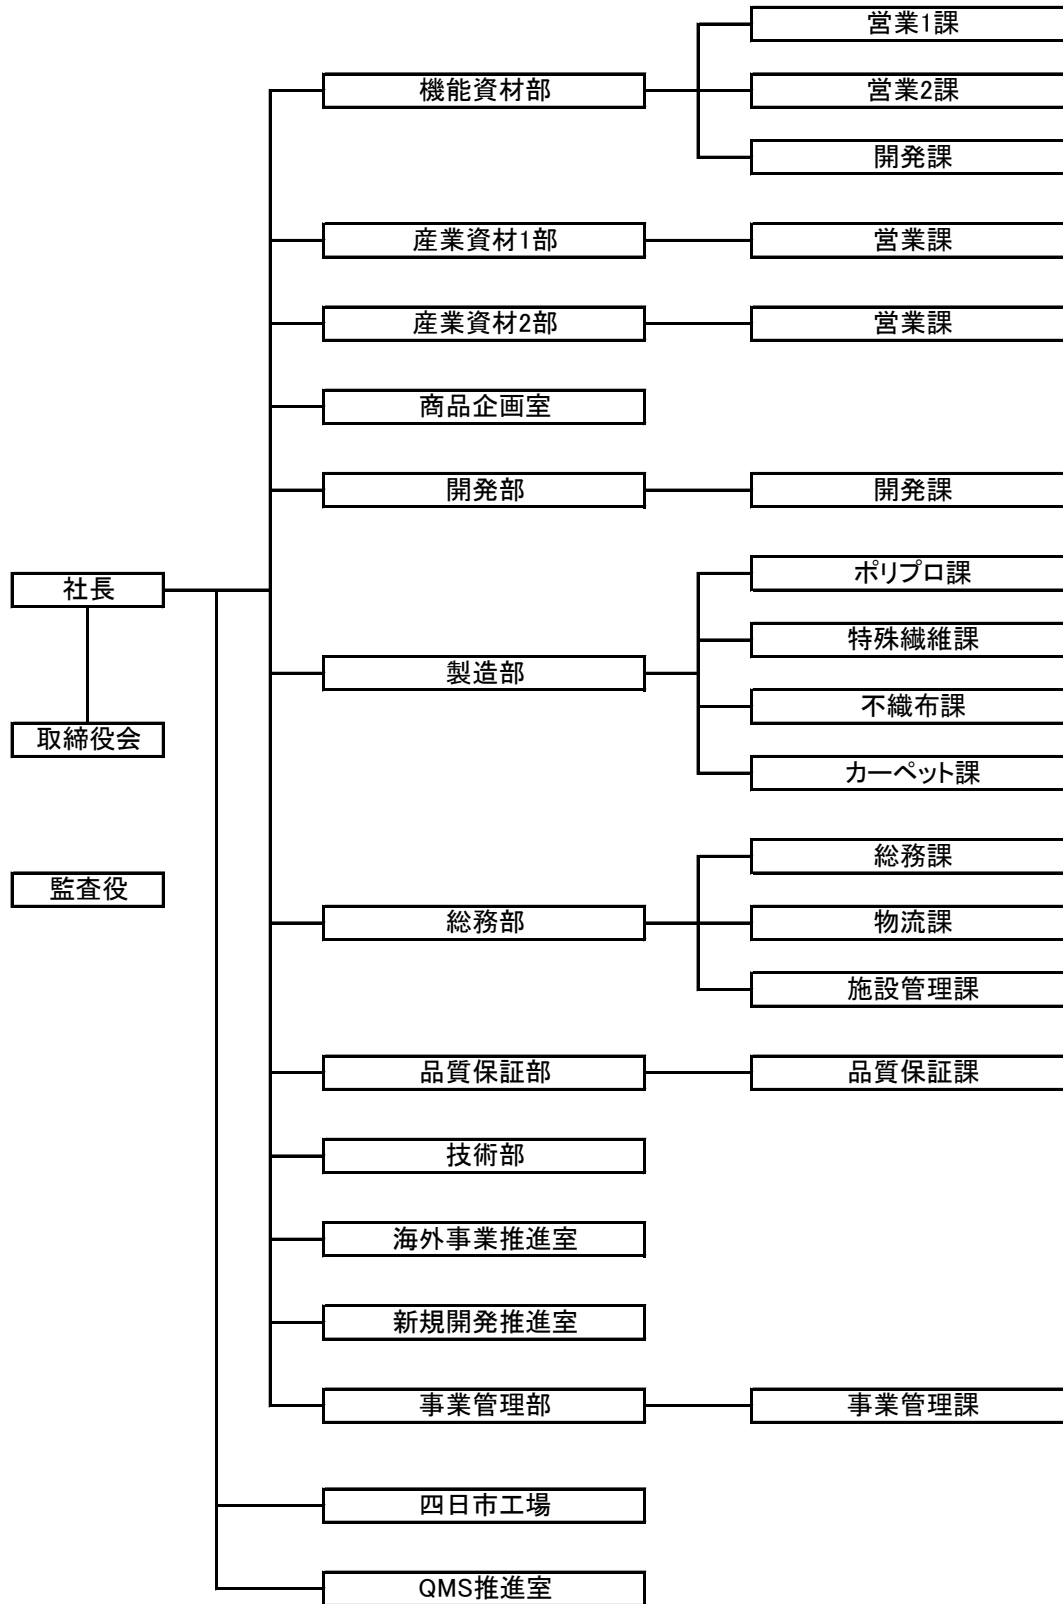 営業1課
機能資材部
営業2課
開発課
産業資材1部
営業課
産業資材2部
営業課
商品企画室
開発部
開発課
社長
ポリプロ課
特殊繊維課
製造部
不織布課
取締役会
カーペット課
監査役
総務課
総務部
物流課
施設管理課
品質保証部
品質保証課
技術部
海外事業推進室
新規開発推進室
事業管理部
事業管理課
四日市工場
QMS推進室